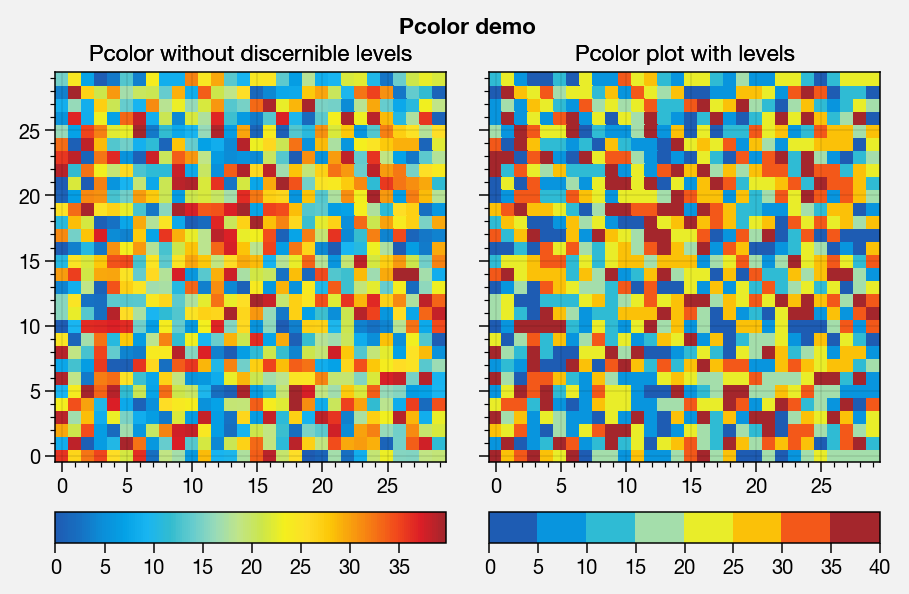 Pcolor demo
Pcolor without discernible levels
Pcolor plot with levels
25
20
15
10
5
0
0 5 10 15 20 25
0 5 10 15 20 25
0 5 10 15 20 25 30 35
0 5 10 15 20 25 30 35 40